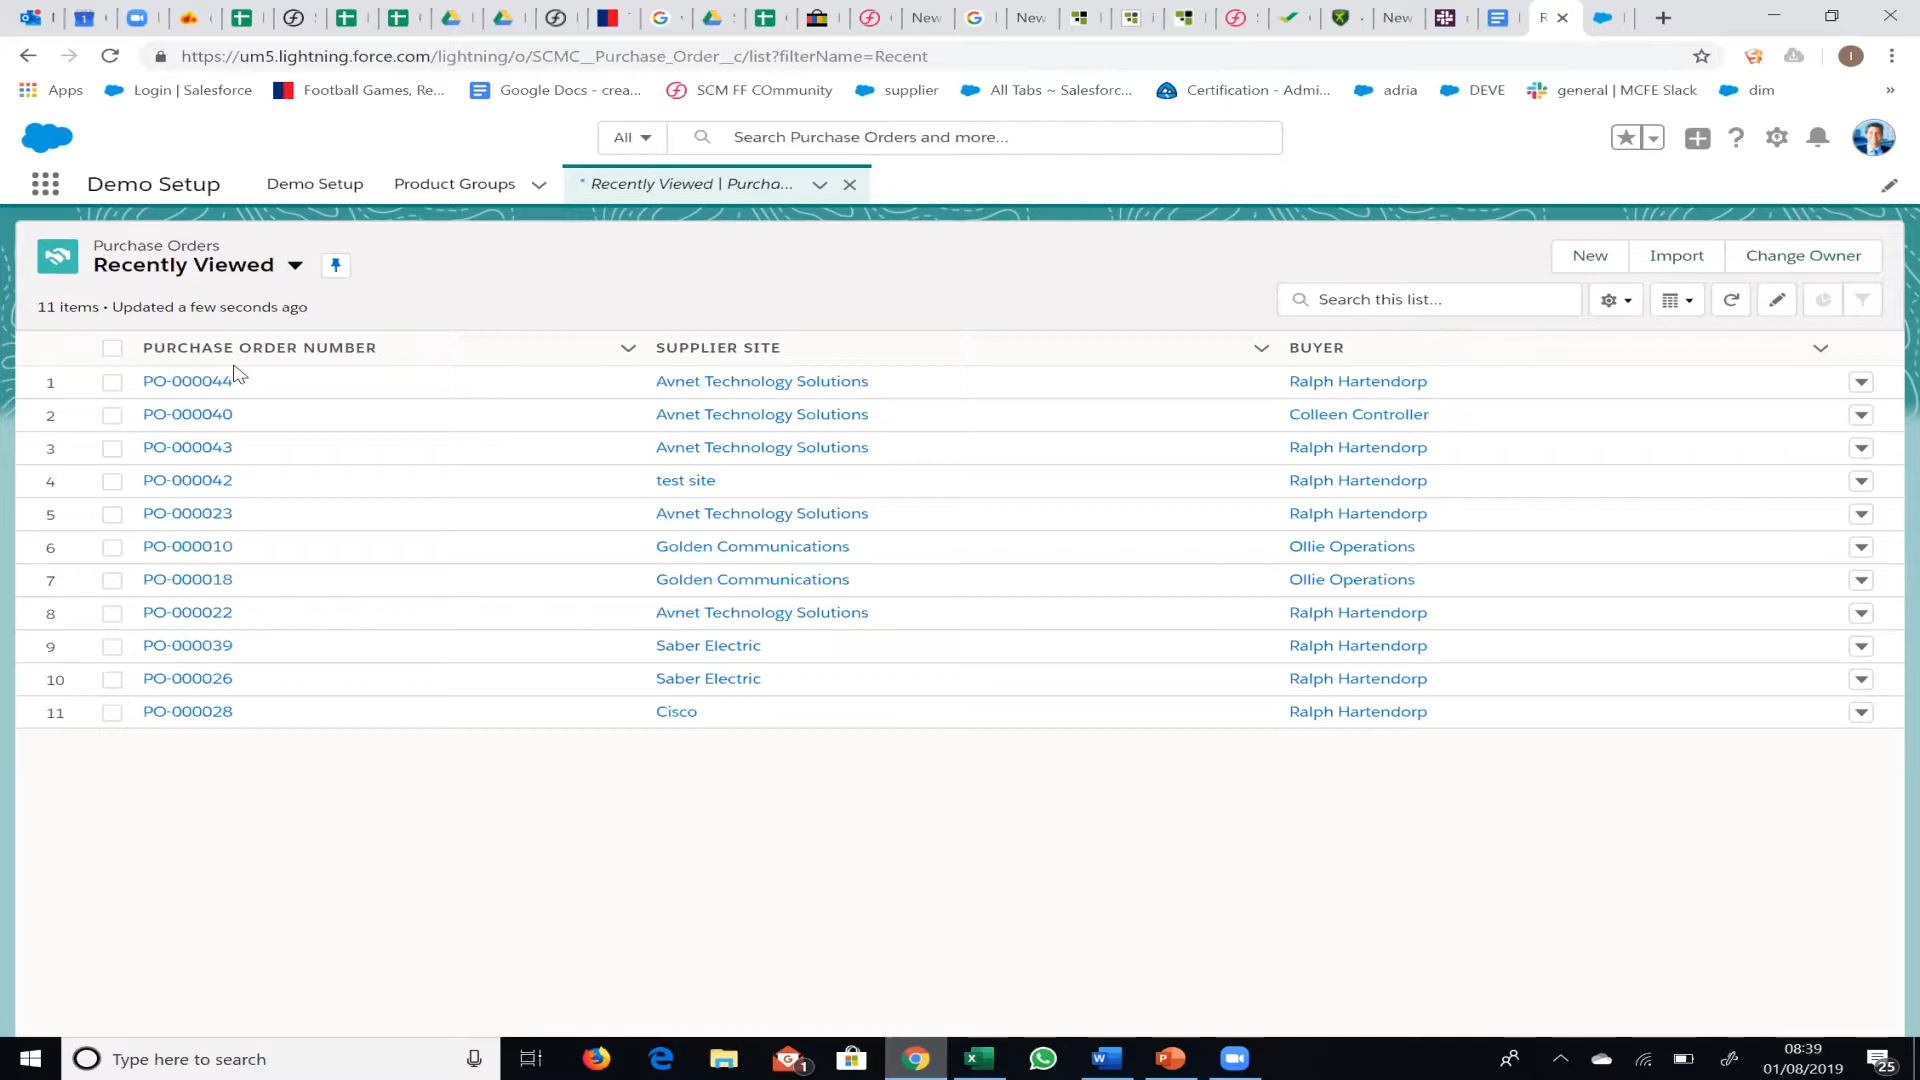 New
New
New
https://um5.lightning.force.com/lightning/o/SCMC__Purchase_Order__c/list?filterName=Recent
Apps
Login | Salesforce
Football Games, Re...
Google Docs - crea...
SCM FF COmmunity
supplier
All Tabs ~ Salesforc...
Certification - Admi...
adria
DEVE
general | MCFE Slack
dim
»
All
Search Purchase Orders and more...
Demo Setup
Demo Setup
Product Groups
* Recently Viewed | Purcha...
Purchase Orders
Recently Viewed
New
Import
Change Owner
11 items • Updated a few seconds ago
Search this list...
PURCHASE ORDER NUMBER SUPPLIER SITE BUYER
1 PO-000044 Avnet Technology Solutions Ralph Hartendorp
2 PO-000040 Avnet Technology Solutions Colleen Controller
3 PO-000043 Avnet Technology Solutions Ralph Hartendorp
4 PO-000042 test site Ralph Hartendorp
5 PO-000023 Avnet Technology Solutions Ralph Hartendorp
6 PO-000010 Golden Communications Ollie Operations
7 PO-000018 Golden Communications Ollie Operations
8 PO-000022 Avnet Technology Solutions Ralph Hartendorp
9 PO-000039 Saber Electric Ralph Hartendorp
10 PO-000026 Saber Electric Ralph Hartendorp
11 PO-000028 Cisco Ralph Hartendorp
Type here to search
1
08:39
01/08/2019
25